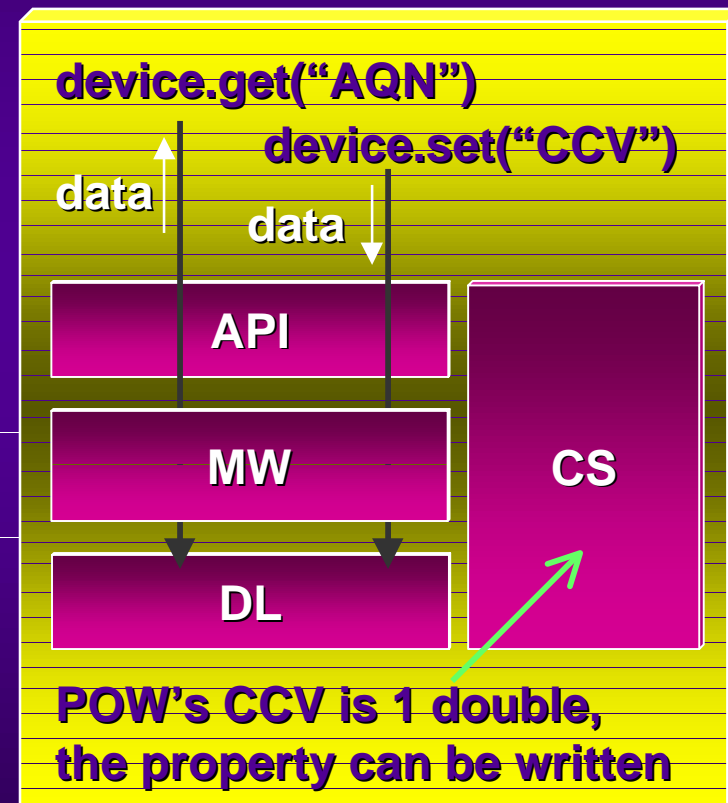 device.get(“AQN”)
device.set(“CCV”)
data
data
API
MW
CS
DL
POW’s CCV is 1 double,
the property can be written